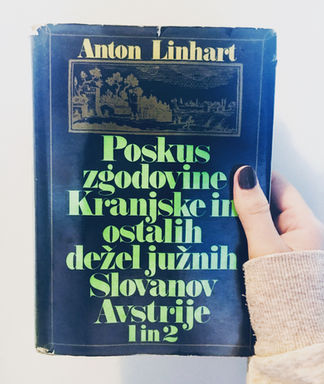 Anton Linhart
Poskus
zgodovine
Kranjske in
ostalih
dežel južnih
Slovanov
Avstrije
1 in 2